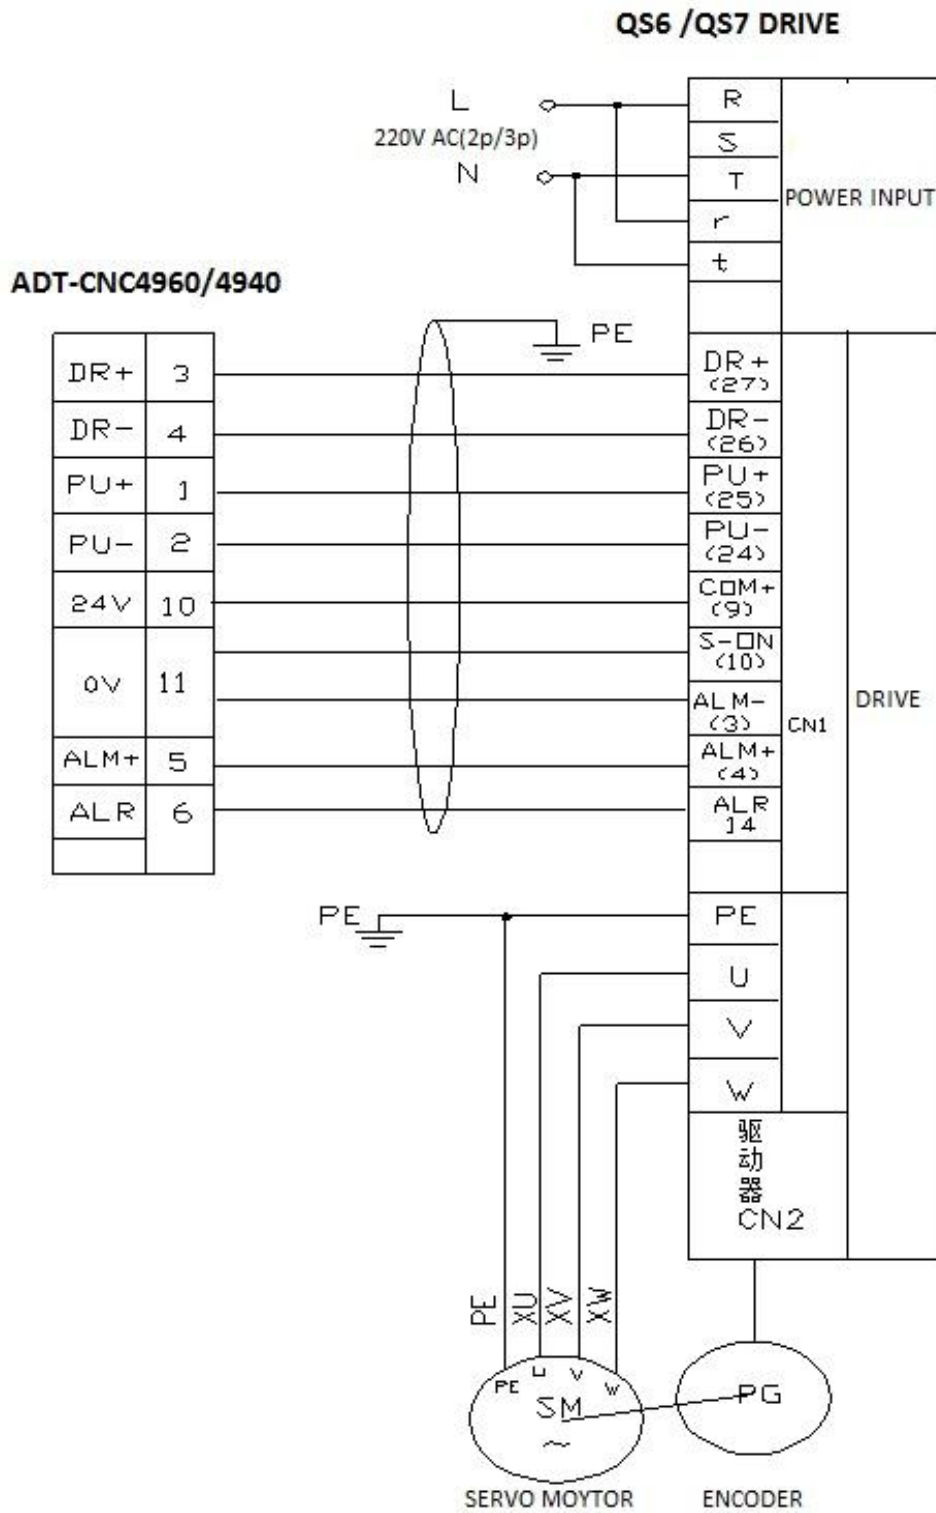 QS6 /QS7 DRIVE
L
220V AC(2p/3p)
N
R
S
T
r
t
POWER INPUT
ADT-CNC4960/4940
PE
DR+ 3
DR- 4
PU+ 1
PU- 2
24V 10
0V 11
ALM+ 5
ALR 6
DR+
(27)
DR-
(26)
PU+
(25)
PU-
(24)
COM+
(9)
S-ON
(10)
ALM-
(3)
ALM+
(4)
ALR
14
CN1
DRIVE
PE
PE
U
V
W
驱
动
器
CN2
PE XU XV XW
PE U V W
SM
~
PG
SERVO MOYTOR
ENCODER